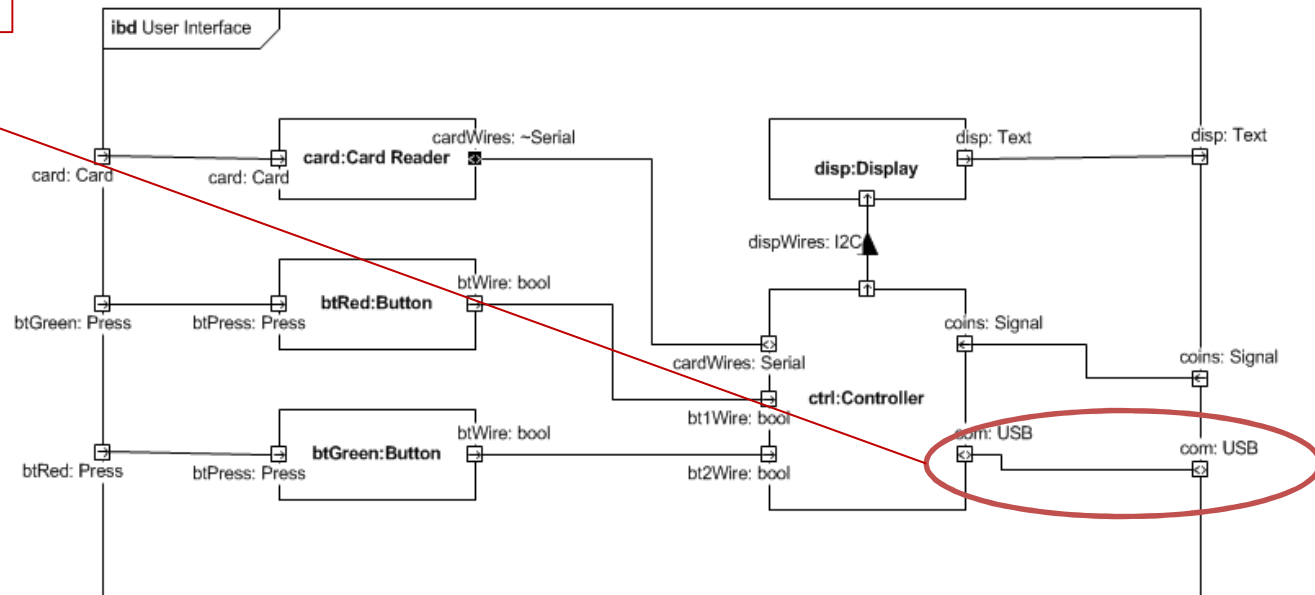 ibd User Interface
cardWires: ~Serial
disp: Text
disp: Text
card:Card Reader
disp:Display
card: Card
card: Card
dispWires: I2C
btWire: bool
btRed:Button
btGreen: Press
btPress: Press
coins: Signal
coins: Signal
cardWires: Serial
ctrl:Controller
bt1Wire: bool
btWire: bool
com: USB
com: USB
btGreen:Button
btRed: Press
btPress: Press
bt2Wire: bool